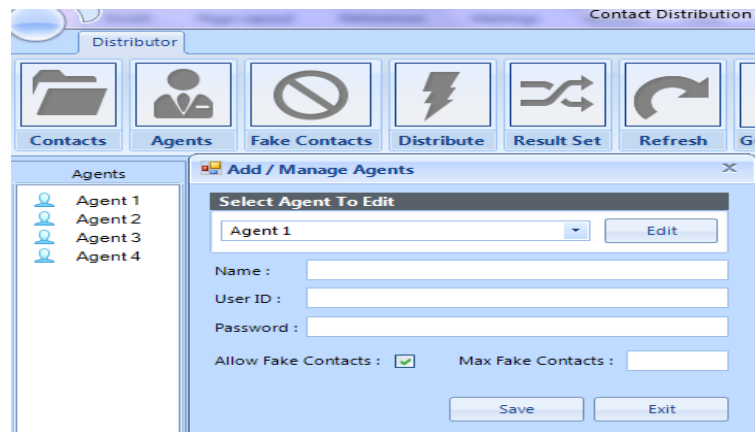 Contact Distribution
Distributor
Contacts Agents Fake Contacts Distribute Result Set Refresh G
Agents
Agent 1
Agent 2
Agent 3
Agent 4
Add / Manage Agents
Select Agent To Edit
Agent 1 Edit
Name :
User ID :
Password :
Allow Fake Contacts : Max Fake Contacts :
Save Exit